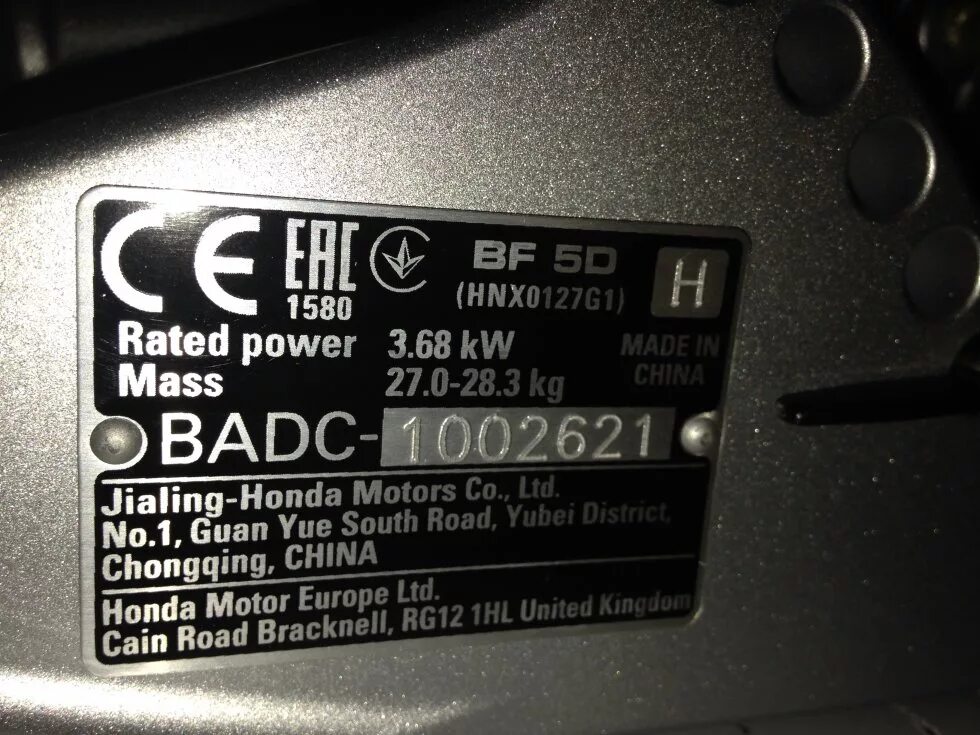 CE EAC BF 5D H
1580 (HNX0127G1)
Rated power 3.68 kW MADE IN
Mass 27.0-28.3 kg CHINA
BADC-1002621
Jialing-Honda Motors Co., Ltd.
No.1, Guan Yue South Road, Yubei District,
Chongqing, CHINA
Honda Motor Europe Ltd.
Cain Road Bracknell, RG12 1HL United Kingdom